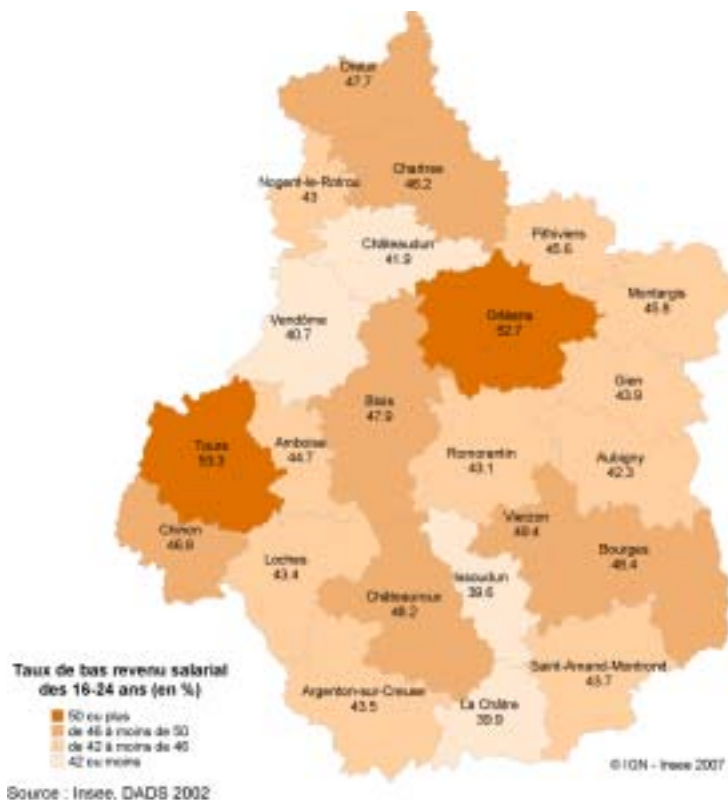 Dreux
47.7
Chartres
46.2
Nogent-le-Rotrou
43
Châteaudun
41.9
Pithiviers
45.6
Montargis
45.8
Orléans
52.7
Vendôme
40.7
Gien
43.9
Blois
47.9
Tours
53.3
Amboise
44.7
Romorantin
43.1
Aubigny
42.3
Chinon
46.8
Vierzon
Bourges
Loches
43.4
Issoudun
39.6
Châteauroux
48.2
Saint-Amand-Montrond
43.7
Argenton-sur-Creuse
43.5
La Châtre
39.9
Taux de bas revenu salarial
des 16-24 ans (en %)
50 ou plus
de 46 à moins de 50
de 42 à moins de 46
42 ou moins
© IGN - Insee 2007
Source : Insee, DADS 2002